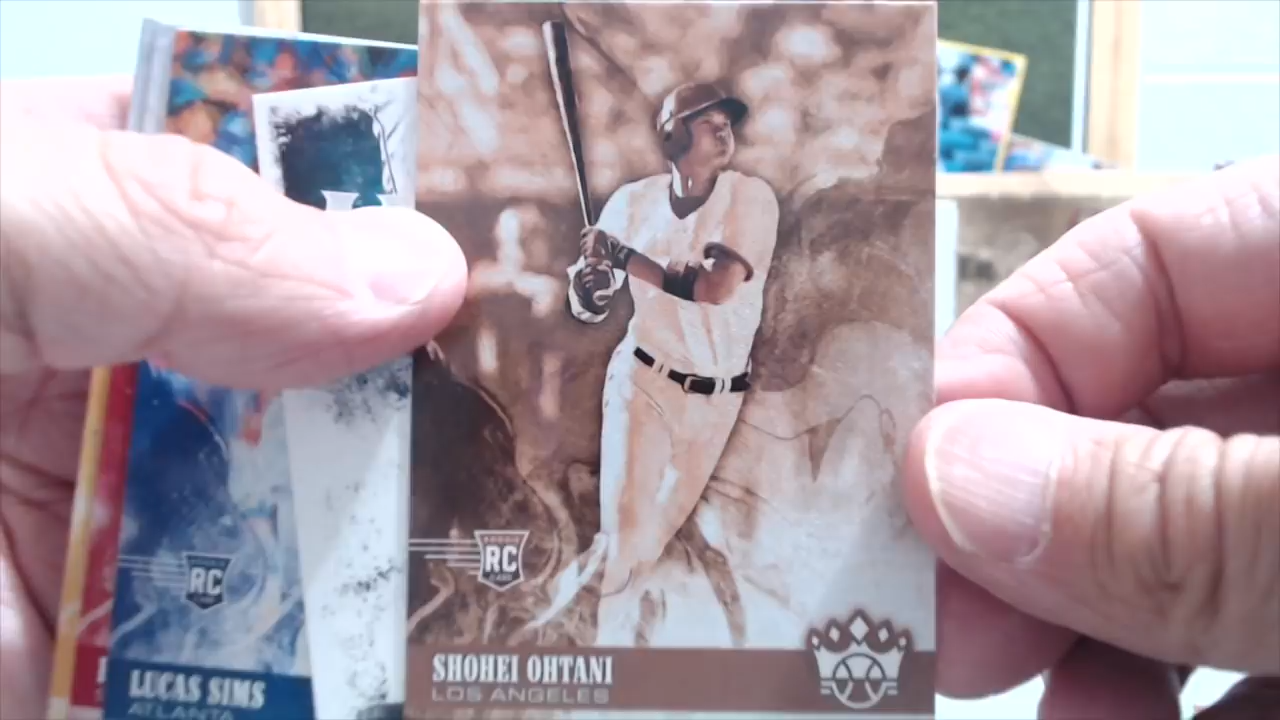 RC
SHOHEI OHTANI
LOS ANGELES
RC
LUCAS SIMS
ATLANTA